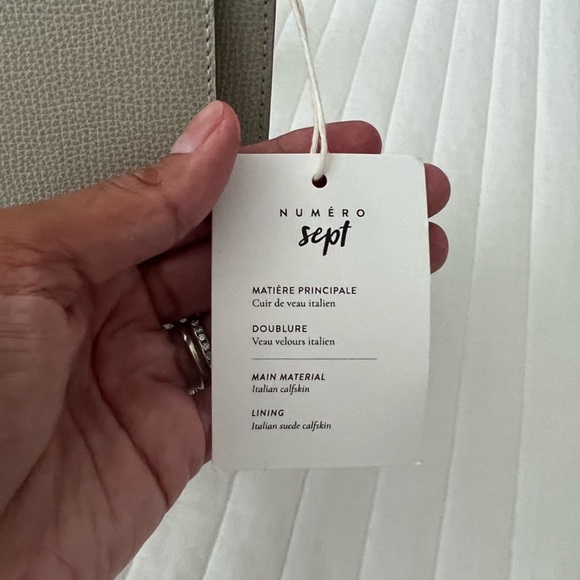 NUMÉRO
sept
MATIÈRE PRINCIPALE
Cuir de veau italien
DOUBLURE
Veau velours italien
MAIN MATERIAL
Italian calfskin
LINING
Italian suede calfskin